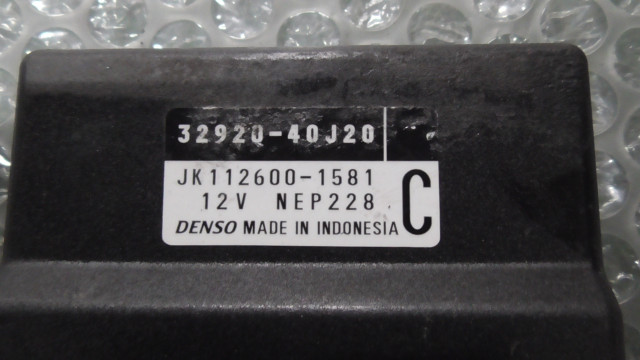 32920-40J20
JK112600-1581
12V NEP228
C
DENSO MADE IN INDONESIA